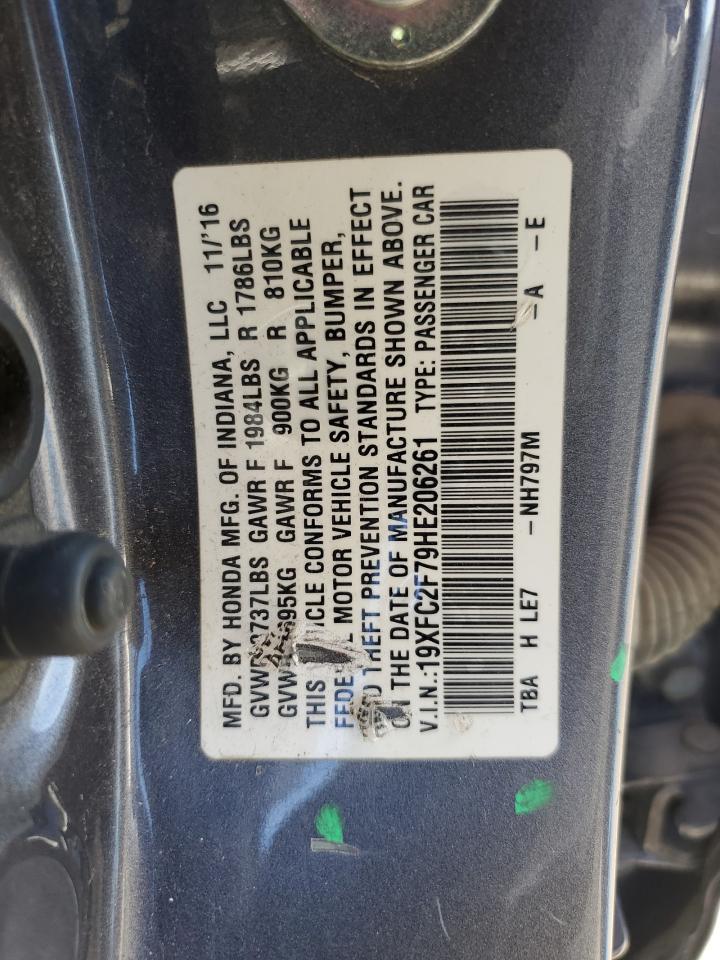 MFD. BY HONDA MFG. OF INDIANA, LLC 11/'16
737LBS GAWR F 1984LBS R 1786LBS
95KG GAWR F 900KG R 810KG
THIS CONFORMS TO ALL APPLICABLE
MOTOR VEHICLE SAFETY, BUMPER,
THEFT PREVENTION STANDARDS IN EFFECT
THE DATE OF MANUFACTURE SHOWN ABOVE.
V.I.N.:19XFC2F79HE206261 TYPE: PASSENGER CAR
TBA H LE7 -NH797M -A -E